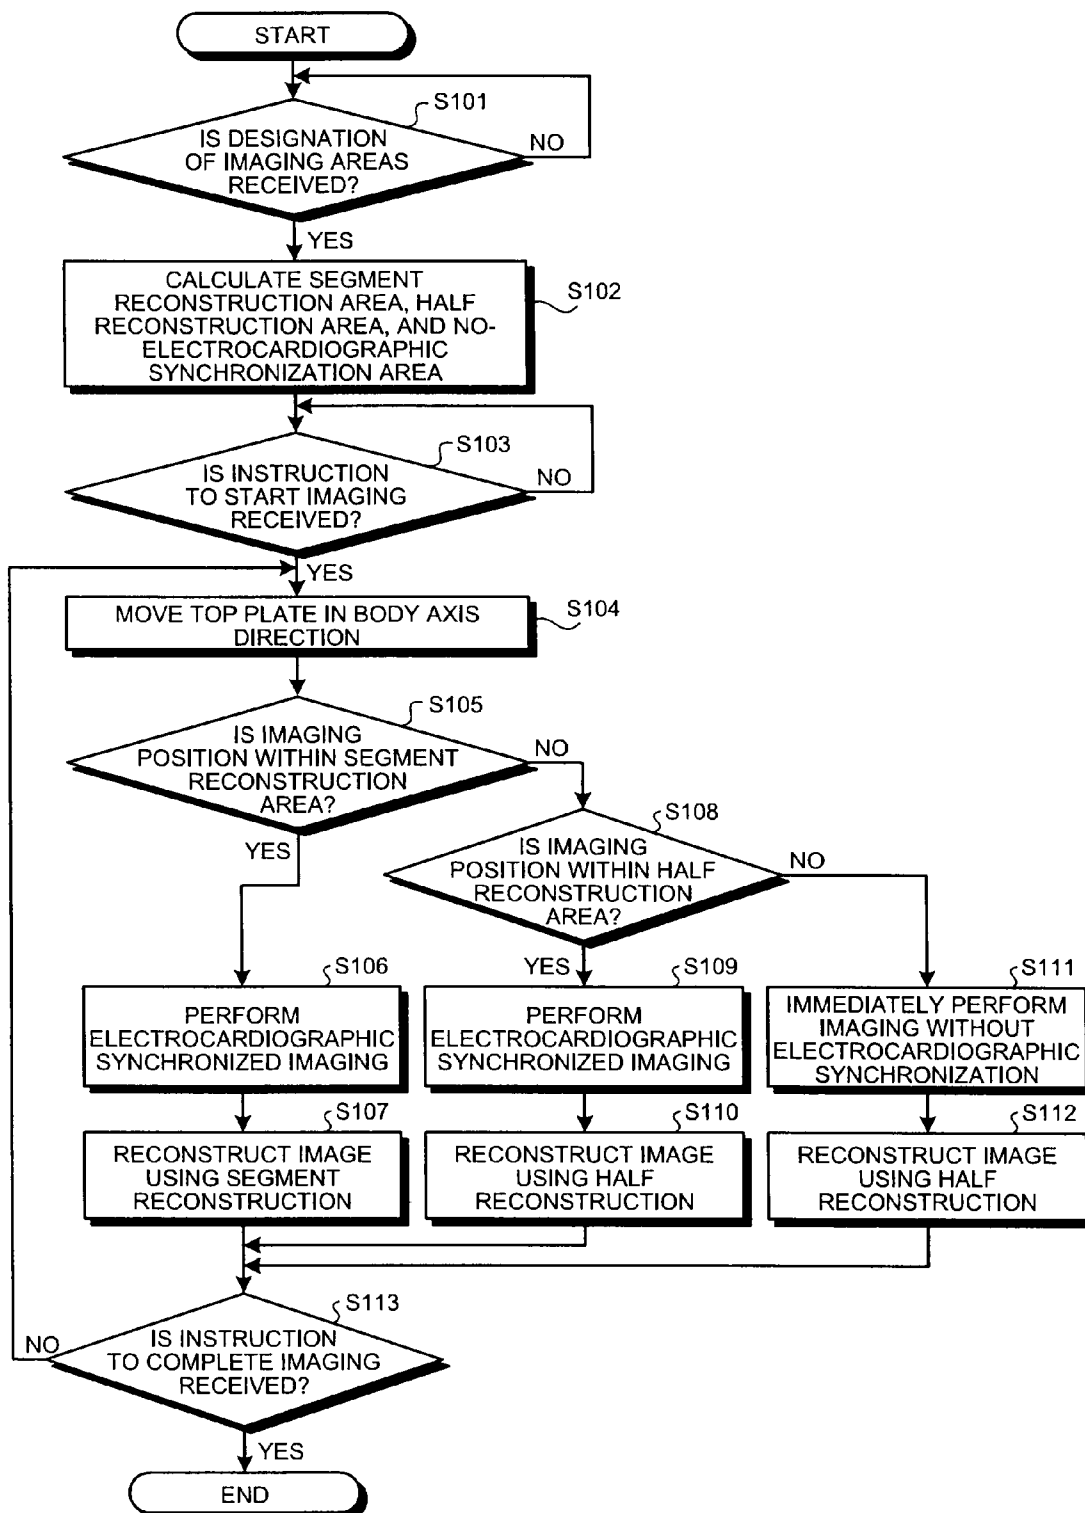 START
S101
IS DESIGNATION
OF IMAGING AREAS
RECEIVED?
NO
YES
CALCULATE SEGMENT
RECONSTRUCTION AREA, HALF
RECONSTRUCTION AREA, AND NO-
ELECTROCARDIOGRAPHIC
SYNCHRONIZATION AREA
S102
S103
IS INSTRUCTION
TO START IMAGING
RECEIVED?
NO
YES
MOVE TOP PLATE IN BODY AXIS
DIRECTION
S104
S105
IS IMAGING
POSITION WITHIN SEGMENT
RECONSTRUCTION
AREA?
NO
YES
S108
IS IMAGING
POSITION WITHIN HALF
RECONSTRUCTION
AREA?
NO
YES
S106
PERFORM
ELECTROCARDIOGRAPHIC
SYNCHRONIZED IMAGING
S109
PERFORM
ELECTROCARDIOGRAPHIC
SYNCHRONIZED IMAGING
S111
IMMEDIATELY PERFORM
IMAGING WITHOUT
ELECTROCARDIOGRAPHIC
SYNCHRONIZATION
S107
RECONSTRUCT IMAGE
USING SEGMENT
RECONSTRUCTION
S110
RECONSTRUCT IMAGE
USING HALF
RECONSTRUCTION
S112
RECONSTRUCT IMAGE
USING HALF
RECONSTRUCTION
S113
IS INSTRUCTION
TO COMPLETE IMAGING
RECEIVED?
NO
YES
END